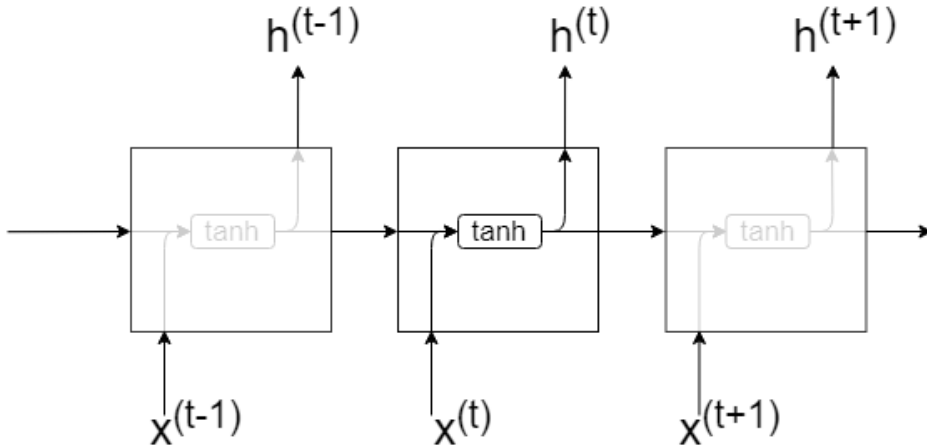 h(t-1) h(t) h(t+1)
tanh tanh tanh
x(t-1) x(t) x(t+1)